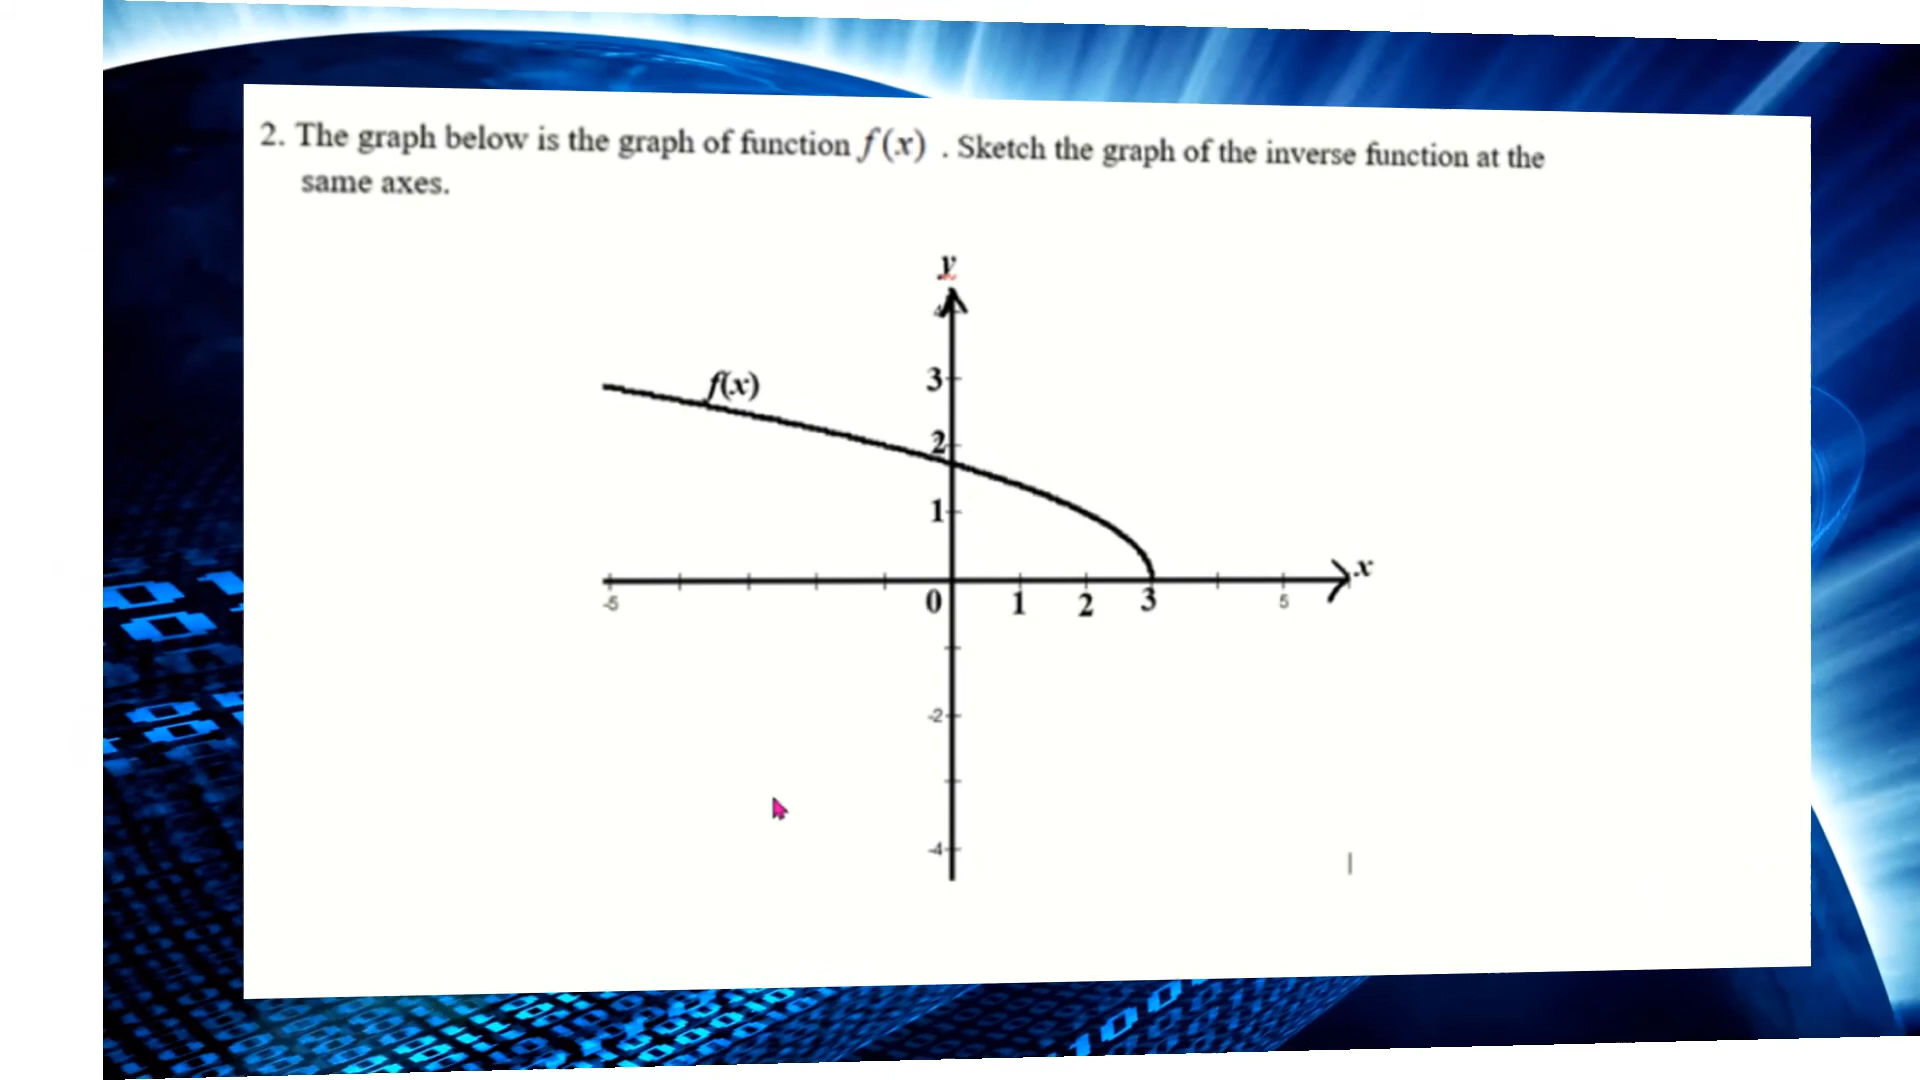 2. The graph below is the graph of function f(x) . Sketch the graph of the inverse function at the
same axes.
y
4
f(x)
3
2
1
x
-5
0
1
2
3
5
-2
-4